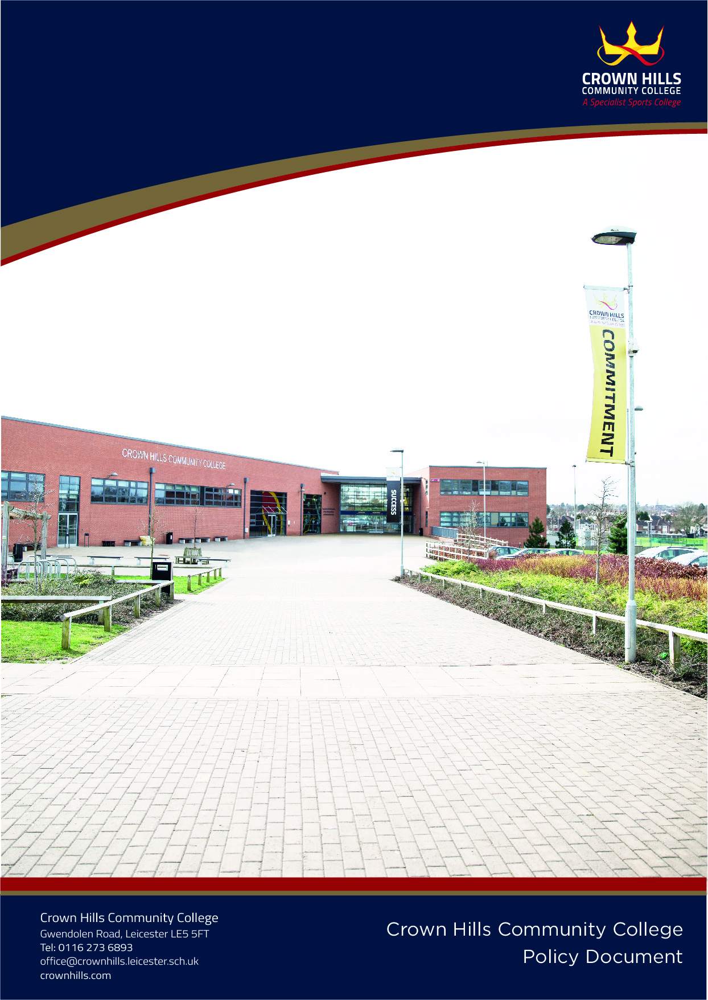 CROWN HILLS
COMMUNITY COLLEGE
A Specialist Sports College
CROWN HILLS
COMMUNITY COLLEGE
COMMITMENT
CROWN HILLS COMMUNITY COLLEGE
SUCCESS
Crown Hills Community College
Gwendolen Road, Leicester LE5 5FT
Tel: 0116 273 6893
office@crownhills.leicester.sch.uk
crownhills.com
Crown Hills Community College
Policy Document